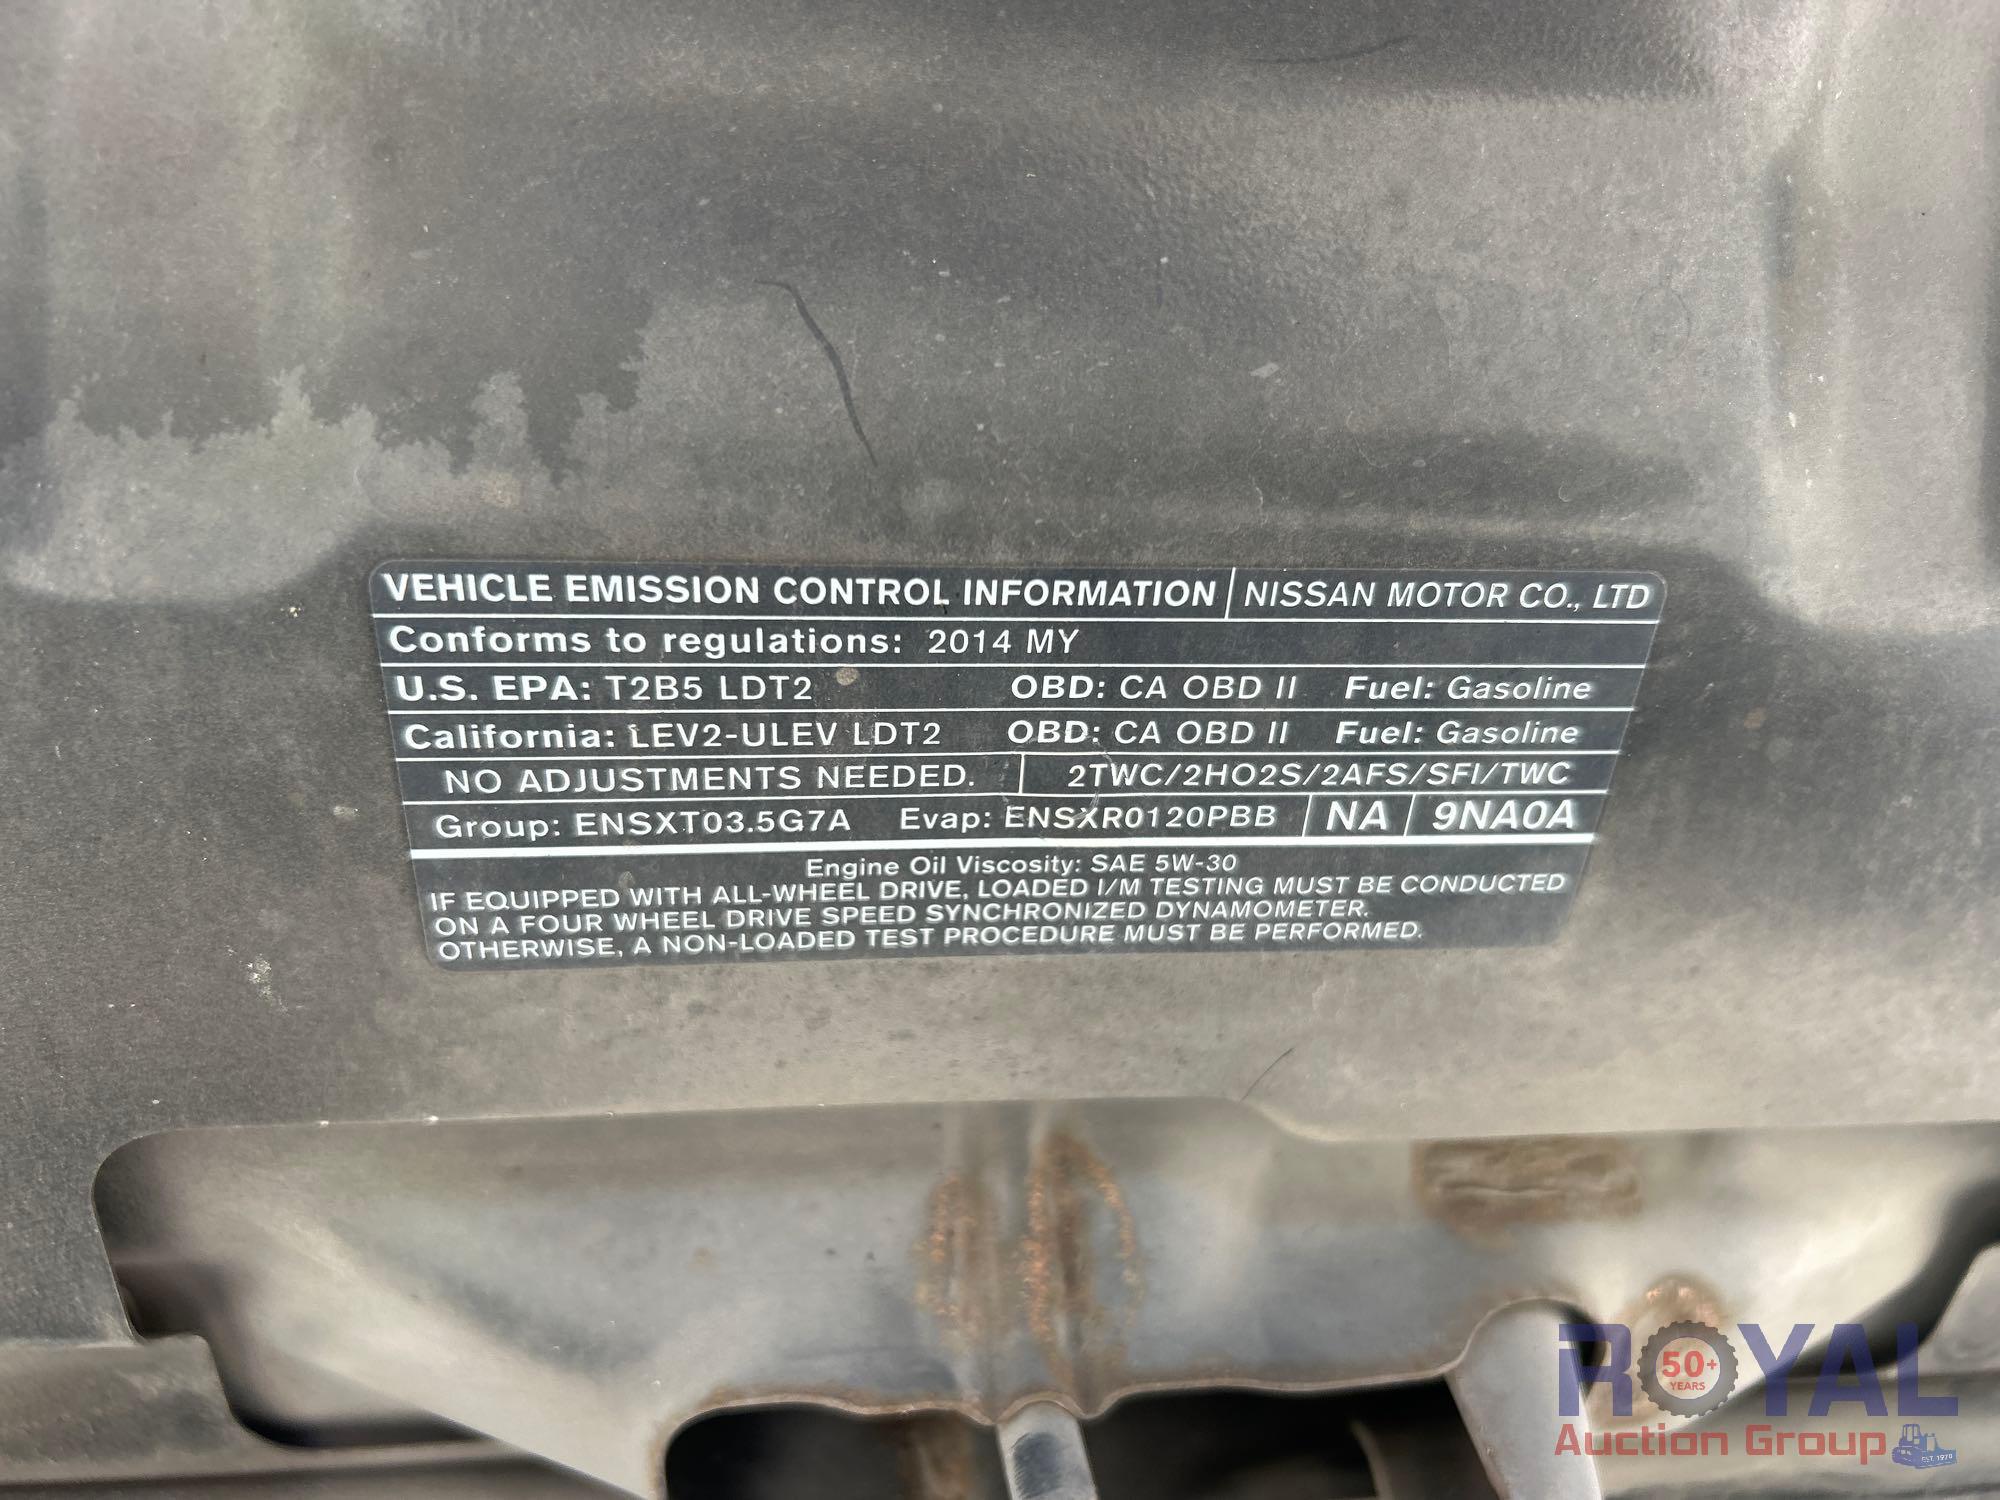 VEHICLE EMISSION CONTROL INFORMATION NISSAN MOTOR CO., LTD
Conforms to regulations: 2014 MY
U.S. EPA: T2B5 LDT2 OBD: CA OBD II Fuel: Gasoline
California: LEV2-ULEV LDT2 OBD: CA OBD II Fuel: Gasoline
NO ADJUSTMENTS NEEDED. 2TWC/2HO2S/2AFS/SFI/TWC
Group: ENSXT03.5G7A Evap: ENSXR0120PBB NA 9NA0A
Engine Oil Viscosity: SAE 5W-30
IF EQUIPPED WITH ALL-WHEEL DRIVE, LOADED I/M TESTING MUST BE CONDUCTED
ON A FOUR WHEEL DRIVE SPEED SYNCHRONIZED DYNAMOMETER.
OTHERWISE, A NON-LOADED TEST PROCEDURE MUST BE PERFORMED.
ROYAL
50+
YEARS
Auction Group
EST. 1970